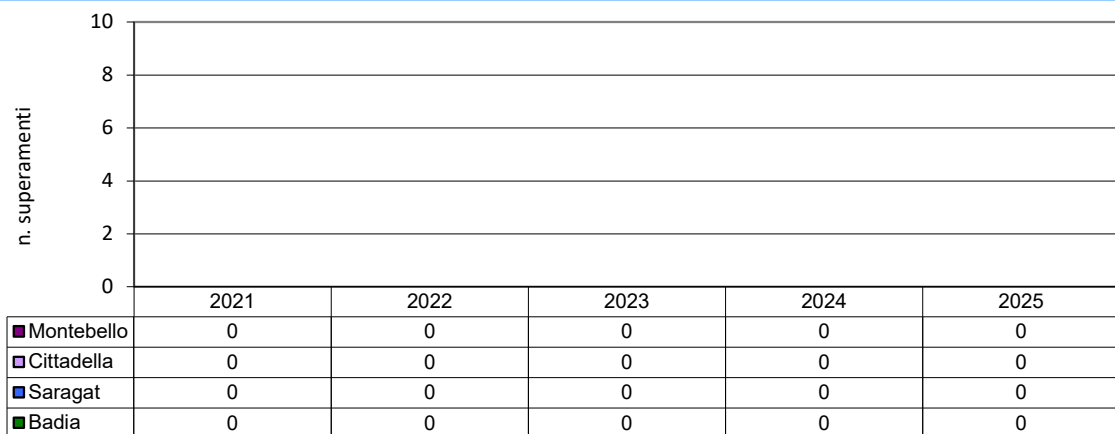 10
8
6
4
2
0
n. superamenti
2021 2022 2023 2024 2025
Montebello 0 0 0 0 0
Cittadella 0 0 0 0 0
Saragat 0 0 0 0 0
Badia 0 0 0 0 0